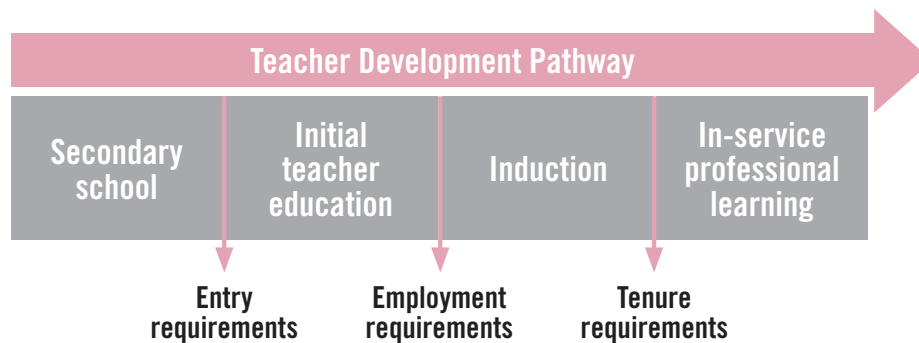 Teacher Development Pathway
Secondary
school
Initial
teacher
education
Induction
In-service
professional
learning
Entry
requirements
Employment
requirements
Tenure
requirements